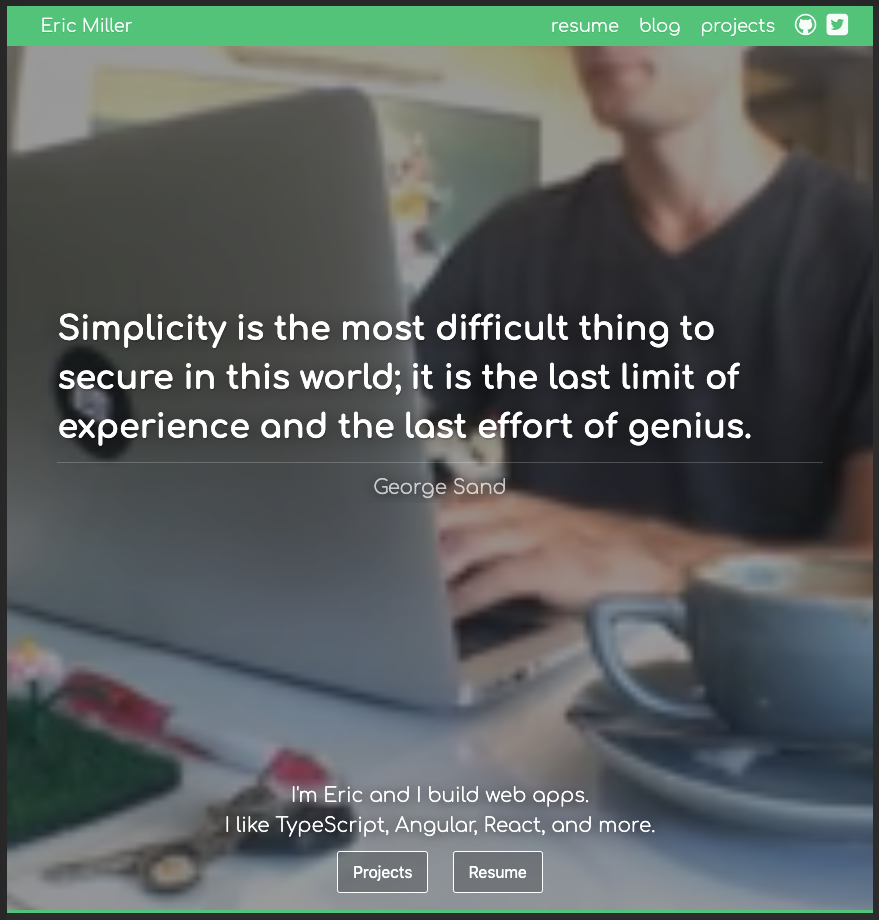 Eric Miller
resume blog projects
Simplicity is the most difficult thing to
secure in this world; it is the last limit of
experience and the last effort of genius.
George Sand
I'm Eric and I build web apps.
I like TypeScript, Angular, React, and more.
Projects Resume